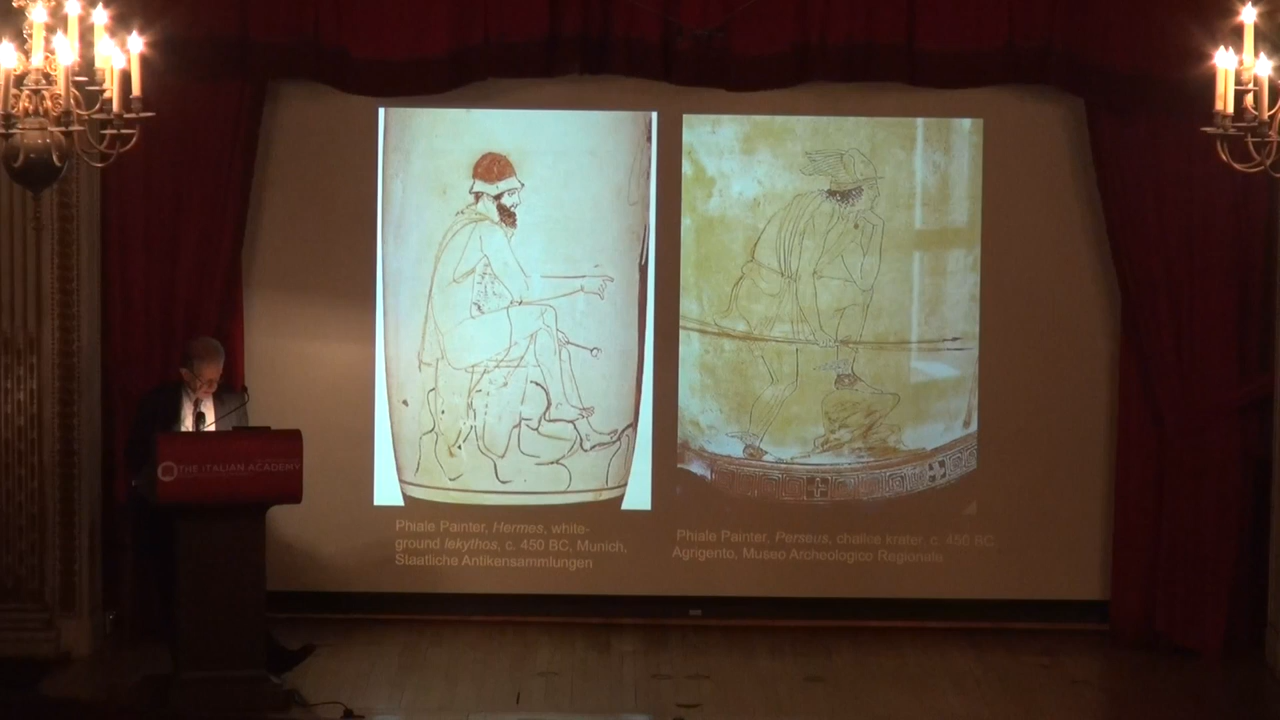 THE ITALIAN ACADEMY
Phiale Painter, Hermes, white-
ground lekythos, c. 450 BC, Munich,
Staatliche Antikensammlungen
Phiale Painter, Perseus, chalice krater, c. 450 BC,
Agrigento, Museo Archeologico Regionale